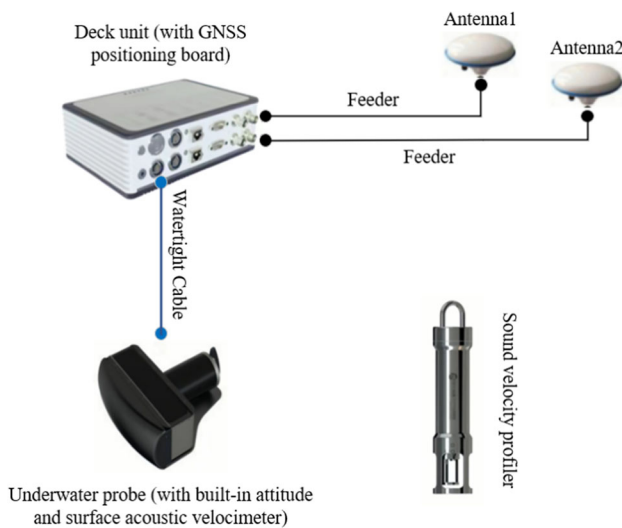 Deck unit (with GNSS
positioning board)
Antenna1
Antenna2
Feeder
Feeder
Watertight Cable
Sound velocity profiler
Underwater probe (with built-in attitude
and surface acoustic velocimeter)